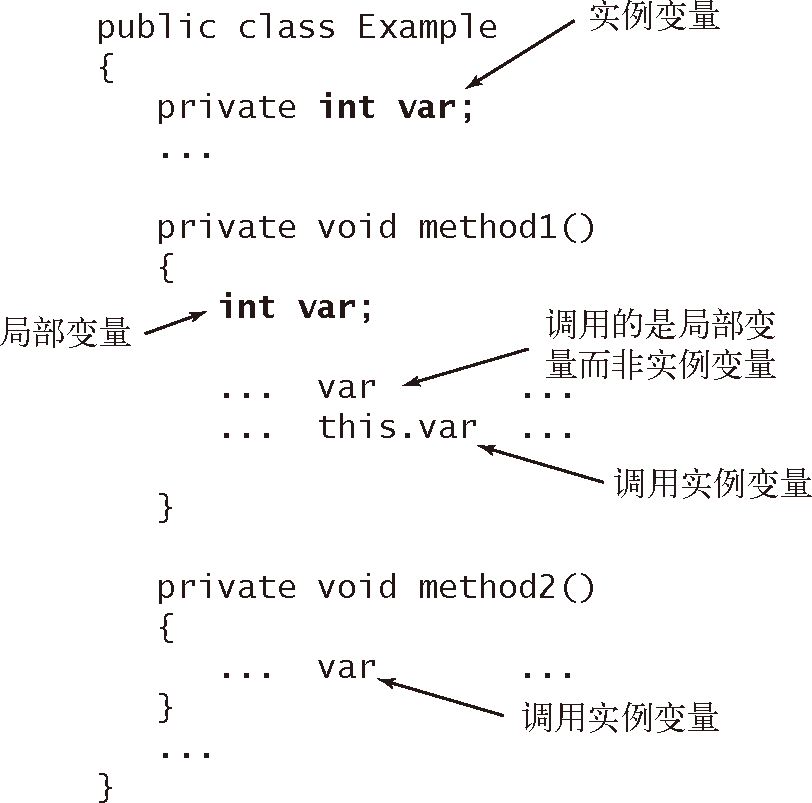 public class Example
实例变量
{
private int var;
...
private void method1()
{
局部变量
int var;
调用的是局部变
量而非实例变量
... var ...
... this.var ...
调用实例变量
}
private void method2()
{
... var ...
}
调用实例变量
...
}